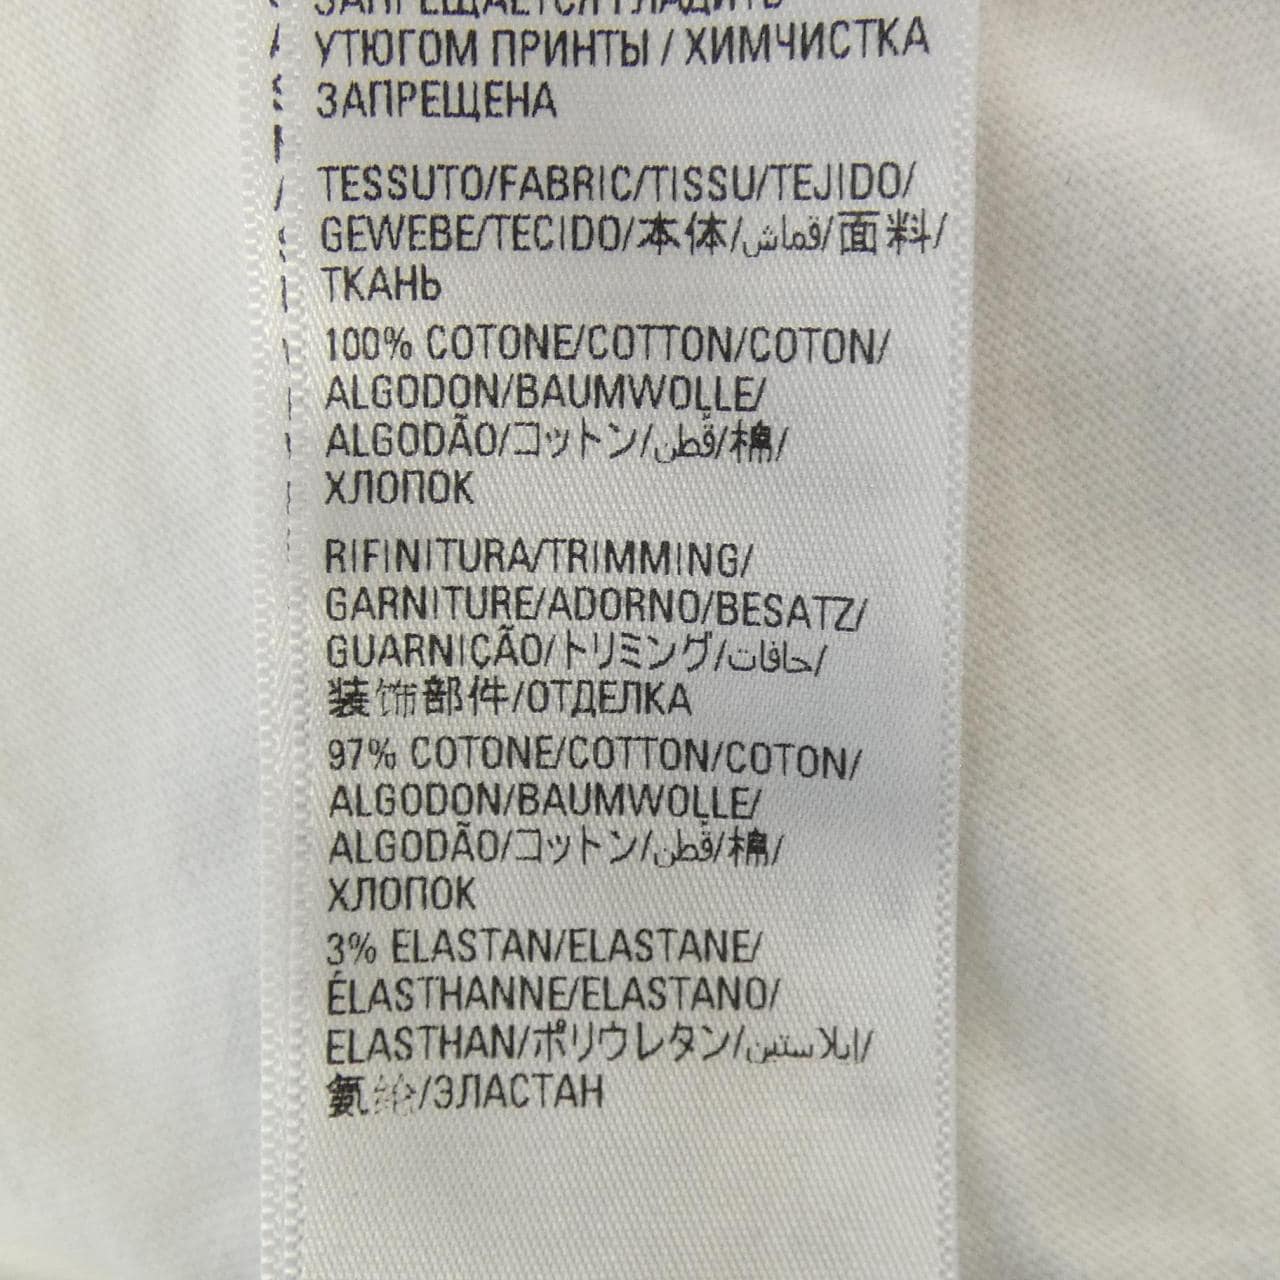 ЗАПРЕЩАЕТСЯ ГЛАДИТЬ
УТЮГОМ ПРИНТЫ / ХИМЧИСТКА
ЗАПРЕЩЕНА
TESSUTO/FABRIC/TISSU/TEJIDO/
GEWEBE/TECIDO/本体/قماش/面料/
ТКАНЬ
100% COTONE/COTTON/COTON/
ALGODON/BAUMWOLLE/
ALGODÃO/コットン/قطن/棉/
ХЛОПОК
RIFINITURA/TRIMMING/
GARNITURE/ADORNO/BESATZ/
GUARNIÇÃO/トリミング/حافات/
装饰部件/ОТДЕЛКА
97% COTONE/COTTON/COTON/
ALGODON/BAUMWOLLE/
ALGODÃO/コットン/قطن/棉/
ХЛОПОК
3% ELASTAN/ELASTANE/
ÉLASTHANNE/ELASTANO/
ELASTHAN/ポリウレタン/ايلاستين/
氨纶/ЭЛАСТАН